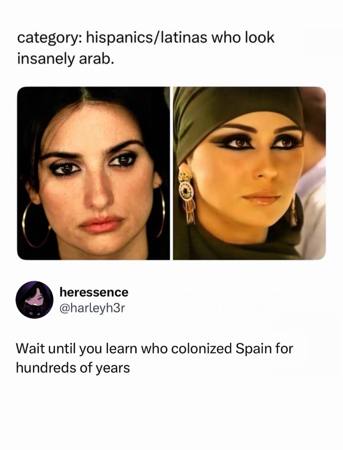 category: hispanics/latinas who look
insanely arab.
heressence
@harleyh3r
Wait until you learn who colonized Spain for
hundreds of years